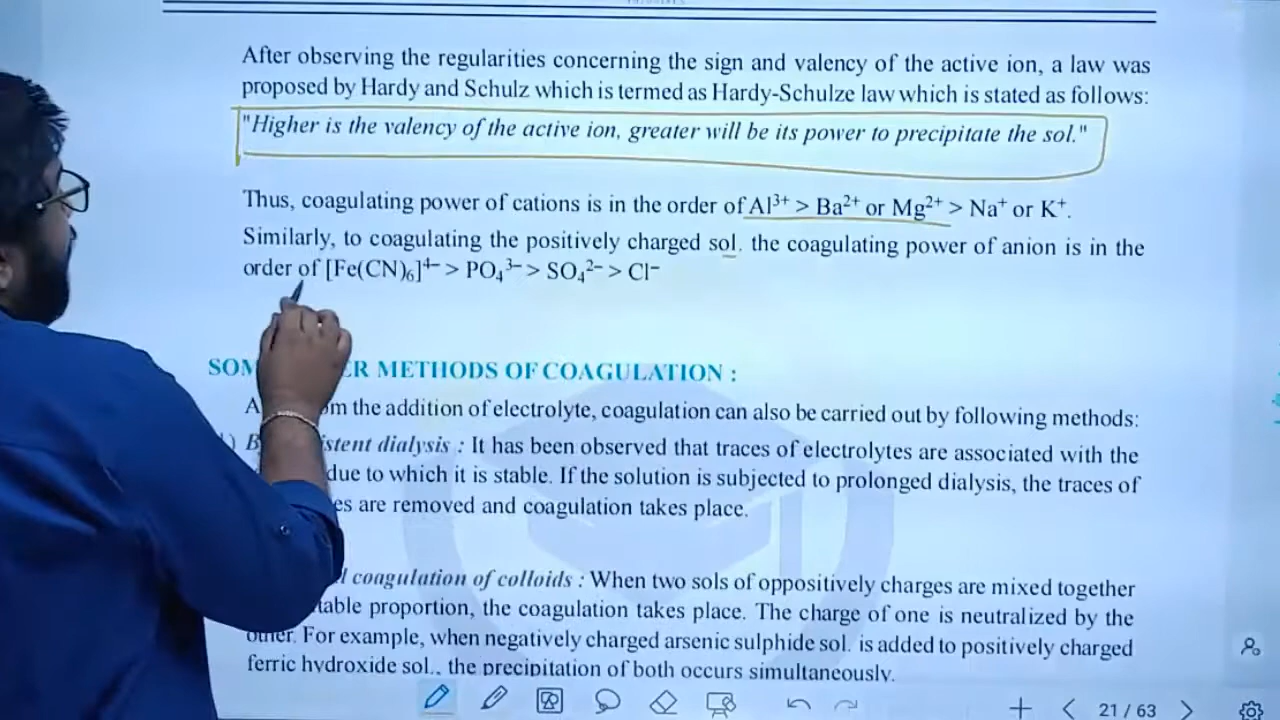 After observing the regularities concerning the sign and valency of the active ion, a law was
proposed by Hardy and Schulz which is termed as Hardy-Schulze law which is stated as follows:
"Higher is the valency of the active ion, greater will be its power to precipitate the sol."
Thus, coagulating power of cations is in the order of Al³⁺ > Ba²⁺ or Mg²⁺ > Na⁺ or K⁺.
Similarly, to coagulating the positively charged sol. the coagulating power of anion is in the
order of [Fe(CN)₆]⁴⁻ > PO₄³⁻ > SO₄²⁻ > Cl⁻
METHODS OF COAGULATION :
the addition of electrolyte, coagulation can also be carried out by following methods:
dialysis : It has been observed that traces of electrolytes are associated with the
due to which it is stable. If the solution is subjected to prolonged dialysis, the traces of
are removed and coagulation takes place.
coagulation of colloids : When two sols of oppositively charges are mixed together
proportion, the coagulation takes place. The charge of one is neutralized by the
other. For example, when negatively charged arsenic sulphide sol. is added to positively charged
ferric hydroxide sol., the precipitation of both occurs simultaneously.
21 / 63